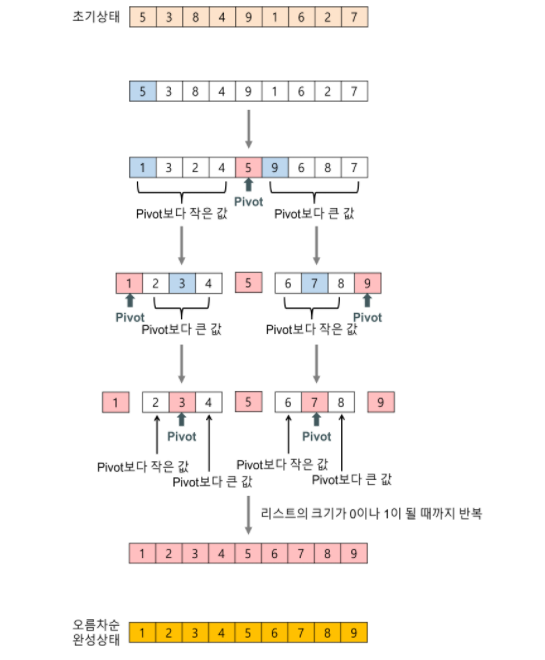 초기상태 5 3 8 4 9 1 6 2 7
5 3 8 4 9 1 6 2 7
1 3 2 4 5 9 6 8 7
Pivot
Pivot보다 작은 값 Pivot보다 큰 값
1 2 3 4 5 6 7 8 9
Pivot Pivot
Pivot보다 큰 값 Pivot보다 작은 값
1 2 3 4 5 6 7 8 9
Pivot Pivot
Pivot보다 작은 값 Pivot보다 작은 값
Pivot보다 큰 값 Pivot보다 큰 값
리스트의 크기가 0이나 1이 될 때까지 반복
1 2 3 4 5 6 7 8 9
오름차순
완성상태 1 2 3 4 5 6 7 8 9